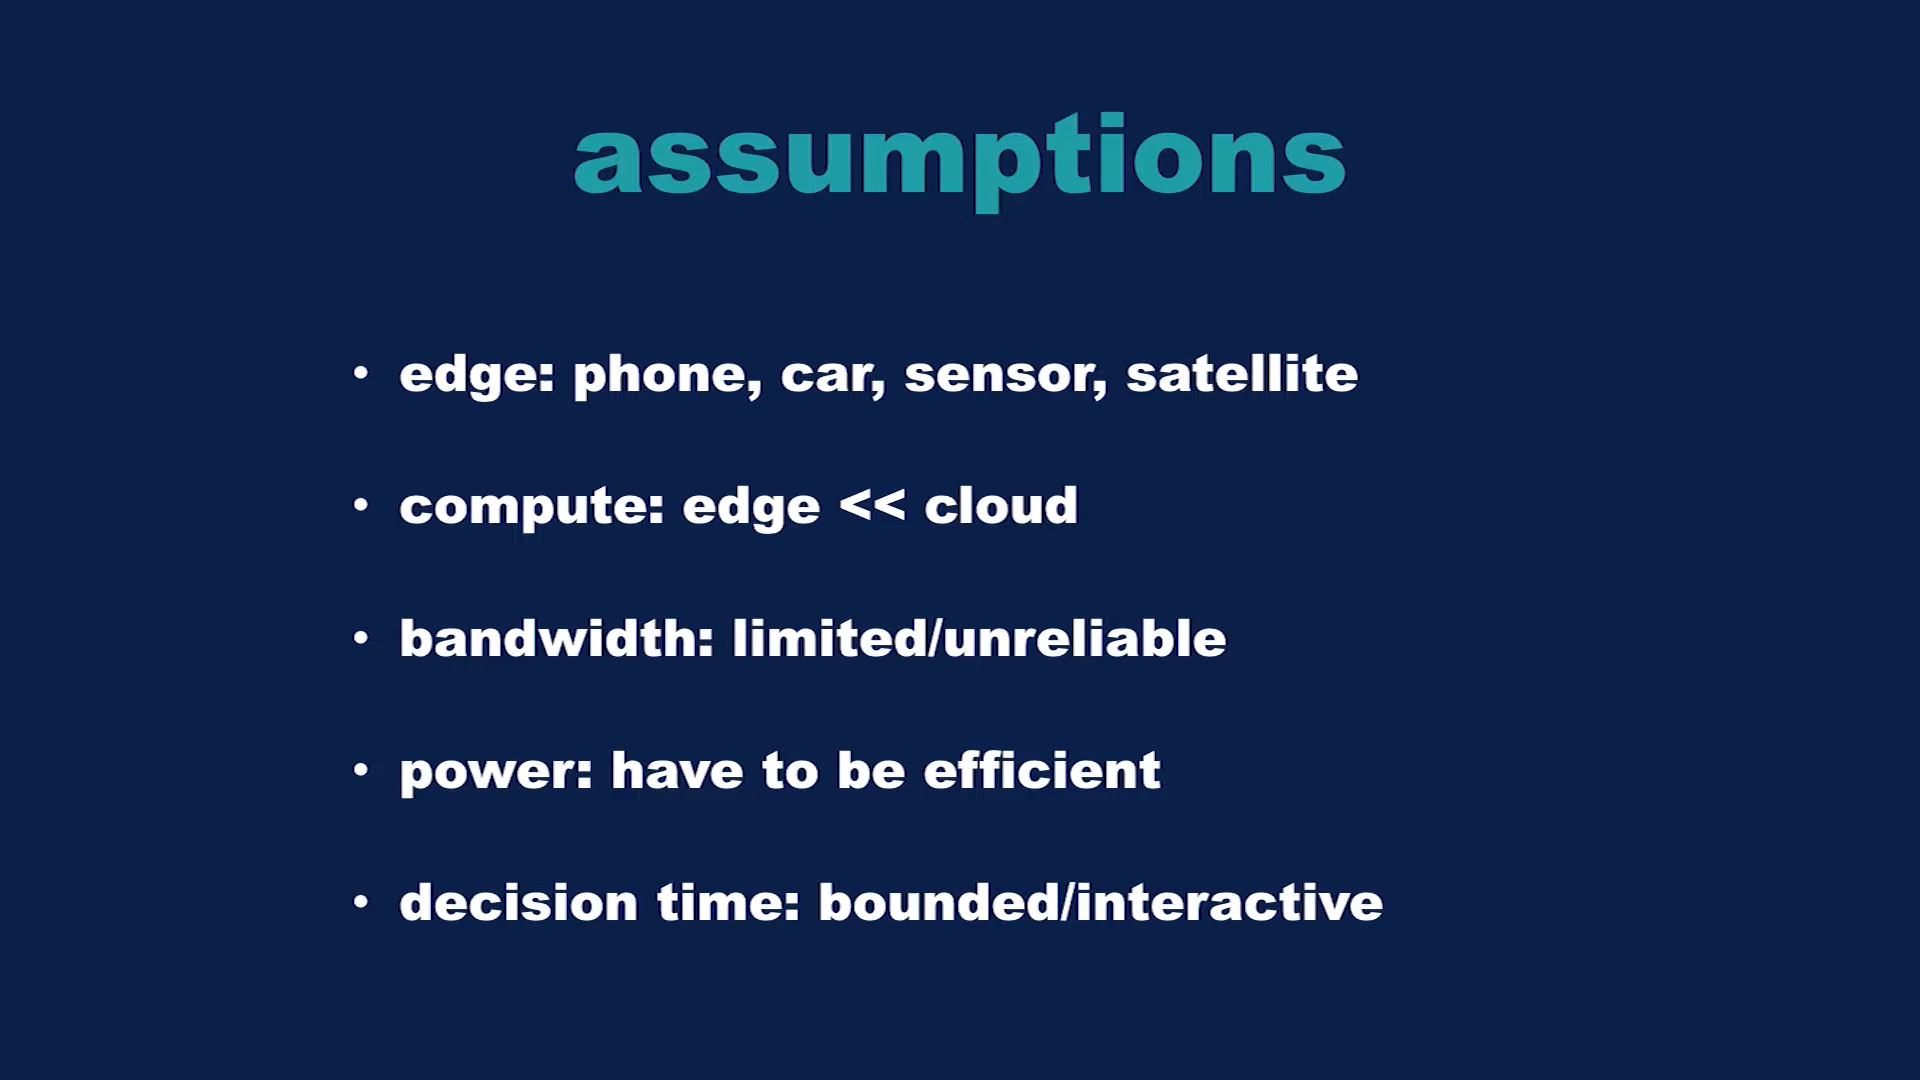 assumptions
• edge: phone, car, sensor, satellite
• compute: edge << cloud
• bandwidth: limited/unreliable
• power: have to be efficient
• decision time: bounded/interactive